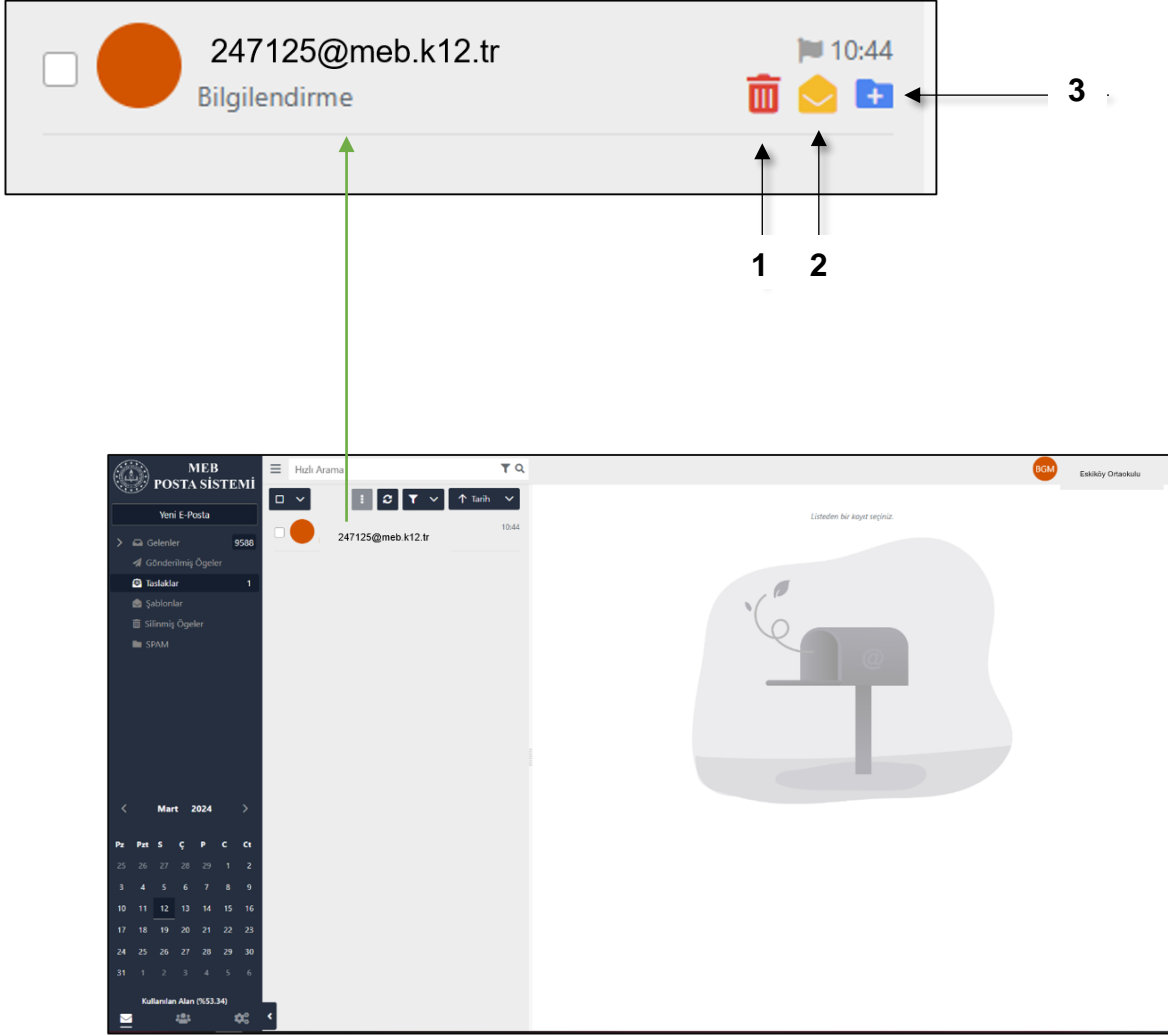 247125@meb.k12.tr
10:44
Bilgilendirme
3
1 2
MEB
POSTA SİSTEMİ
Hızlı Arama
BGM
Eskiköy Ortaokulu
Yeni E-Posta
Tarih
Listeden bir kayıt seçiniz.
247125@meb.k12.tr
10:44
Gelenler 9588
Gönderilmiş Ögeler
Taslaklar 1
Şablonlar
Silinmiş Ögeler
SPAM
@
Mart 2024
Pz Pzt S Ç P C Ct
25 26 27 28 29 1 2
3 4 5 6 7 8 9
10 11 12 13 14 15 16
17 18 19 20 21 22 23
24 25 26 27 28 29 30
31 1 2 3 4 5 6
Kullanılan Alan (%53.34)